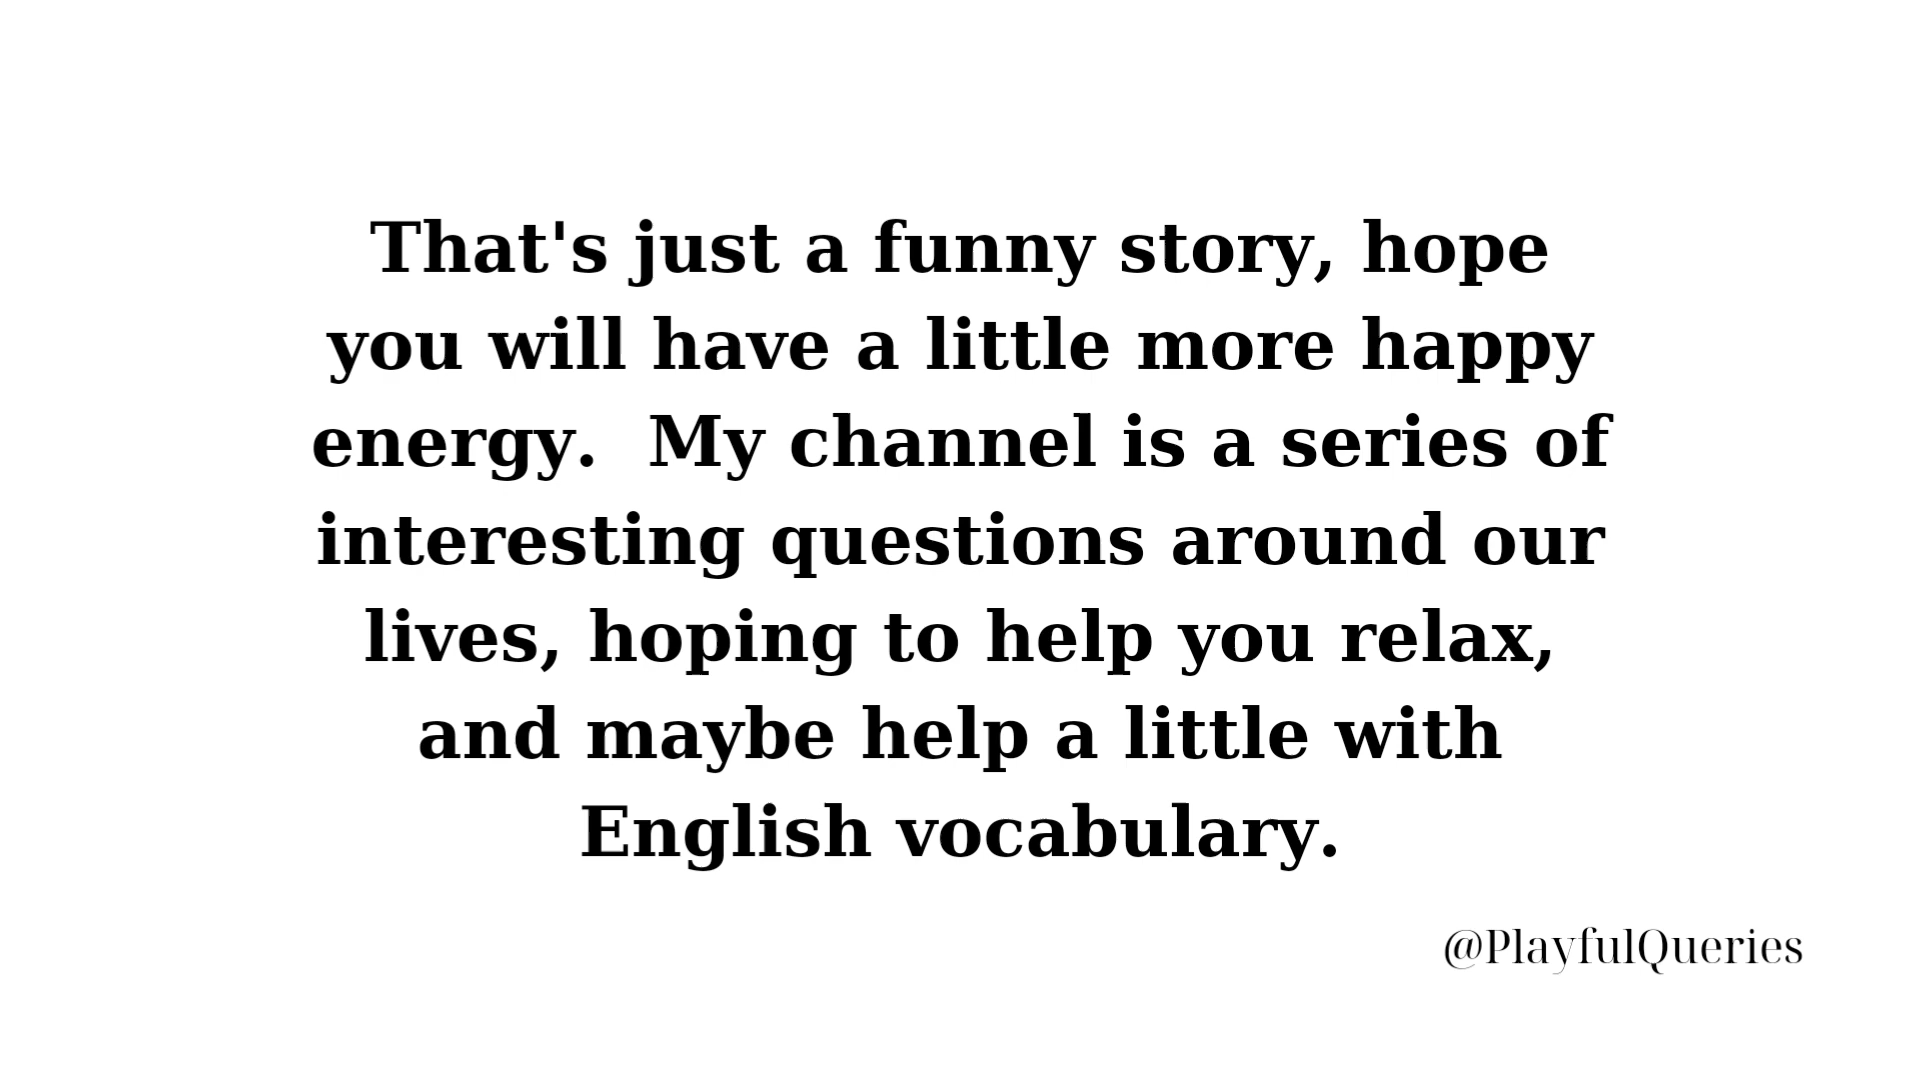 That's just a funny story, hope
you will have a little more happy
energy.  My channel is a series of
interesting questions around our
lives, hoping to help you relax,
and maybe help a little with
English vocabulary.
@PlayfulQueries